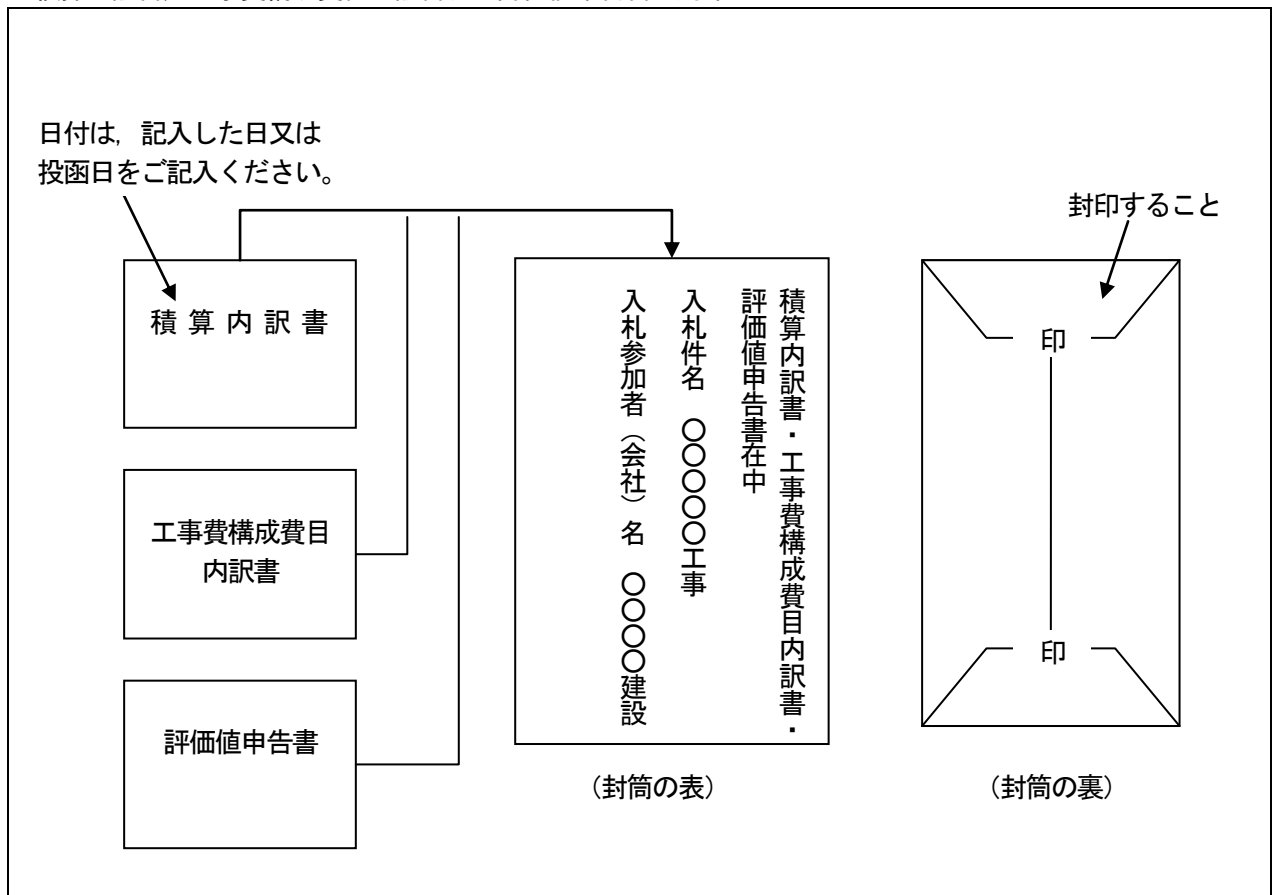 日付は，記入した日又は
投函日をご記入ください。
封印すること
積算内訳書
工事費構成費目
内訳書
評価値申告書
積算内訳書・工事費構成費目内訳書・
評価値申告書在中
入札件名　〇〇〇〇〇工事
入札参加者（会社）名　〇〇〇〇建設
（封筒の表）
印
印
（封筒の裏）